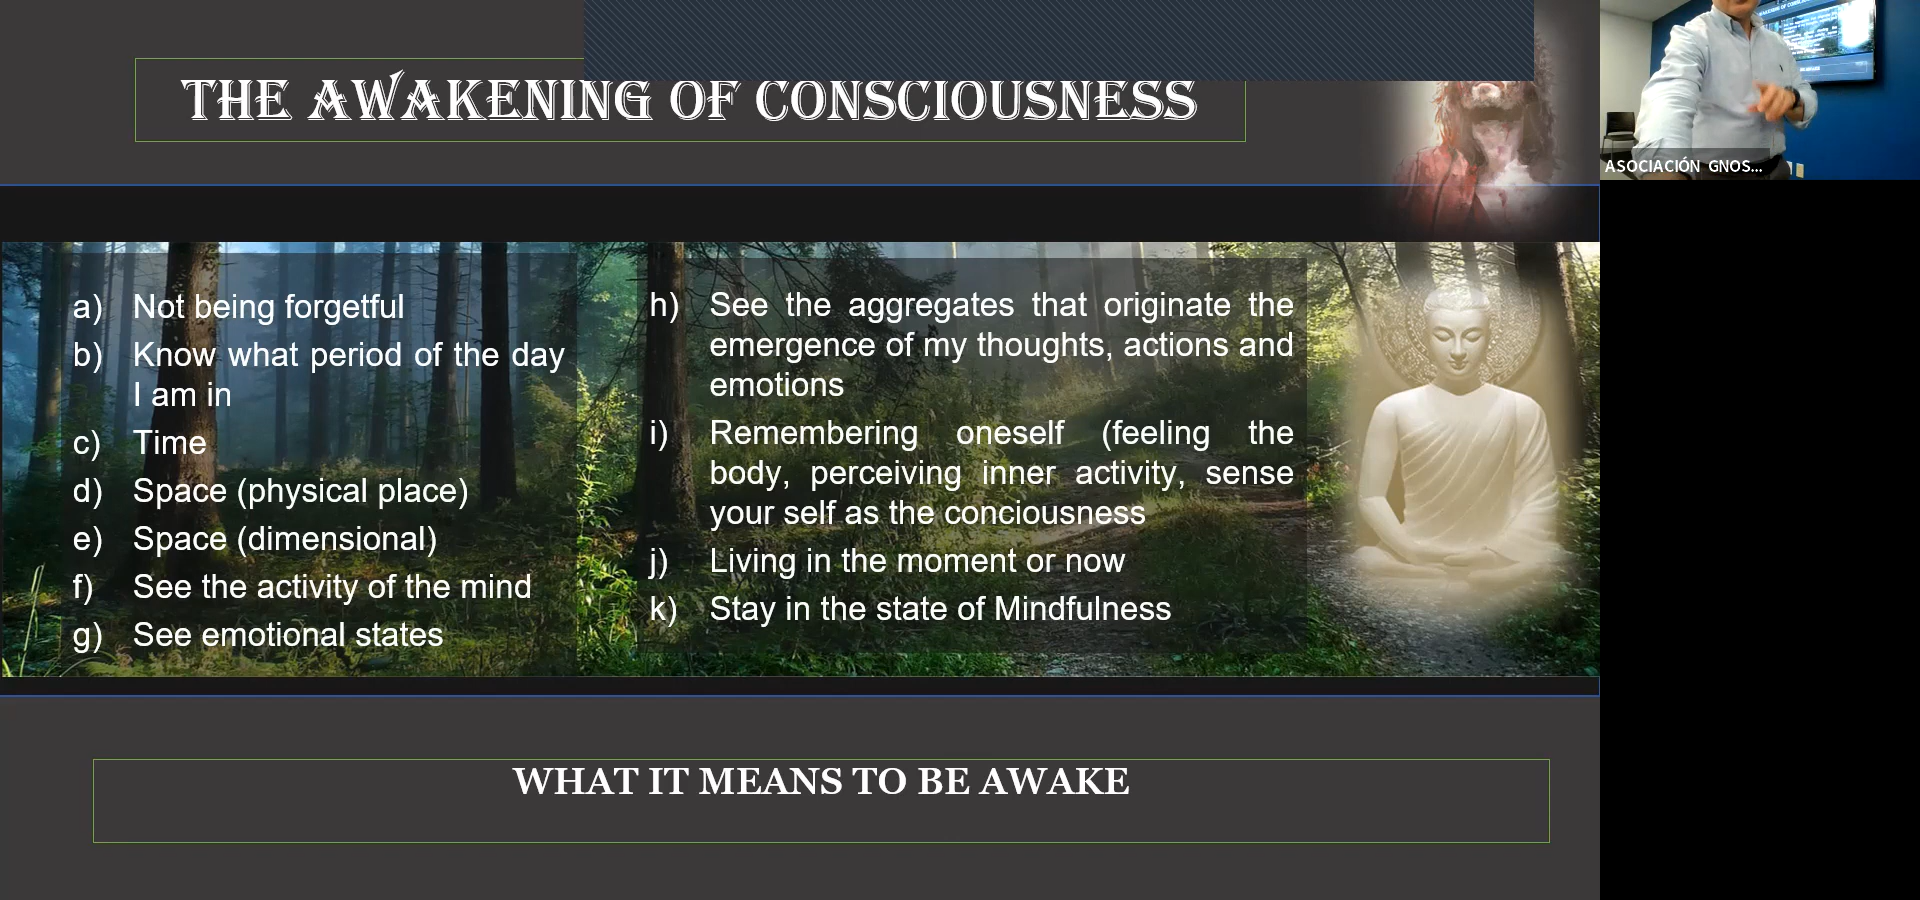 THE AWAKENING OF CONSCIOUSNESS
a) Not being forgetful
b) Know what period of the day
I am in
c) Time
d) Space (physical place)
e) Space (dimensional)
f) See the activity of the mind
g) See emotional states
h) See the aggregates that originate the
emergence of my thoughts, actions and
emotions
i) Remembering oneself (feeling the
body, perceiving inner activity, sense
your self as the conciousness
j) Living in the moment or now
k) Stay in the state of Mindfulness
WHAT IT MEANS TO BE AWAKE
ASOCIACIÓN GNOS...